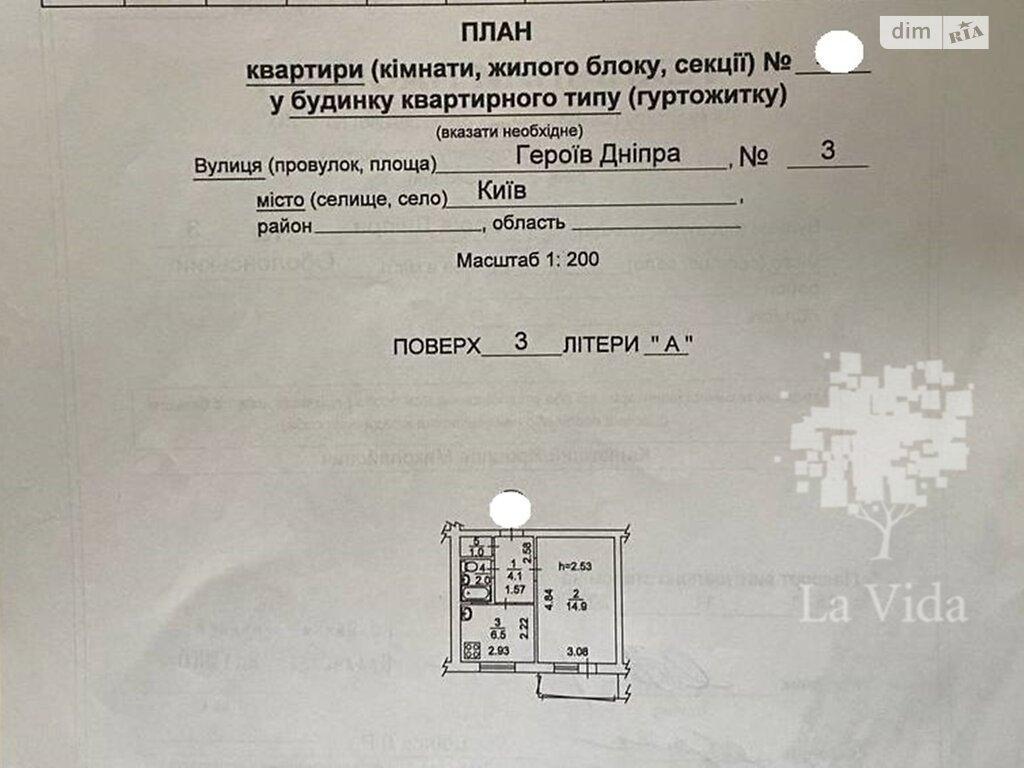 dim RIA
ПЛАН
квартири (кімнати, жилого блоку, секції) №
у будинку квартирного типу (гуртожитку)
(вказати необхідне)
Вулиця (провулок, площа) Героїв Дніпра, № 3
місто (селище, село) Київ,
район, область
Масштаб 1: 200
ПОВЕРХ 3 ЛІТЕРИ "А"
La Vida
5
1.0
4
2.0
1
4.1
1.57
2.58
h=2.53
2
14.9
4.84
3.08
3
6.5
2.22
2.93